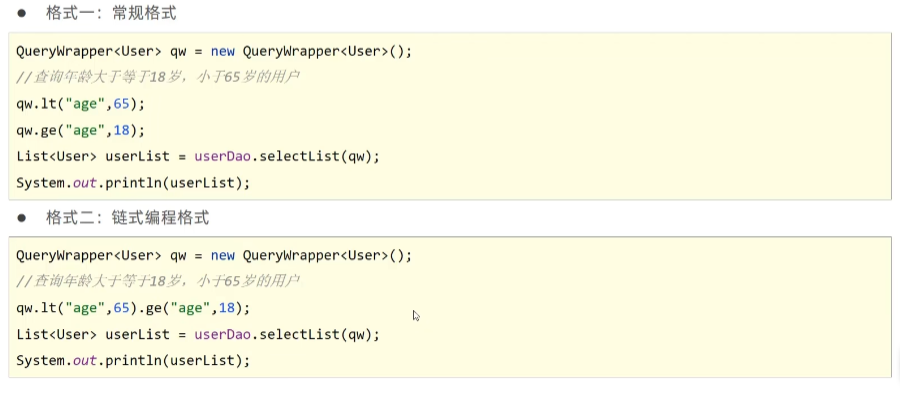 ● 格式一：常规格式
QueryWrapper<User> qw = new QueryWrapper<User>();
//查询年龄大于等于18岁，小于65岁的用户
qw.lt("age",65);
qw.ge("age",18);
List<User> userList = userDao.selectList(qw);
System.out.println(userList);
● 格式二：链式编程格式
QueryWrapper<User> qw = new QueryWrapper<User>();
//查询年龄大于等于18岁，小于65岁的用户
qw.lt("age",65).ge("age",18);
List<User> userList = userDao.selectList(qw);
System.out.println(userList);